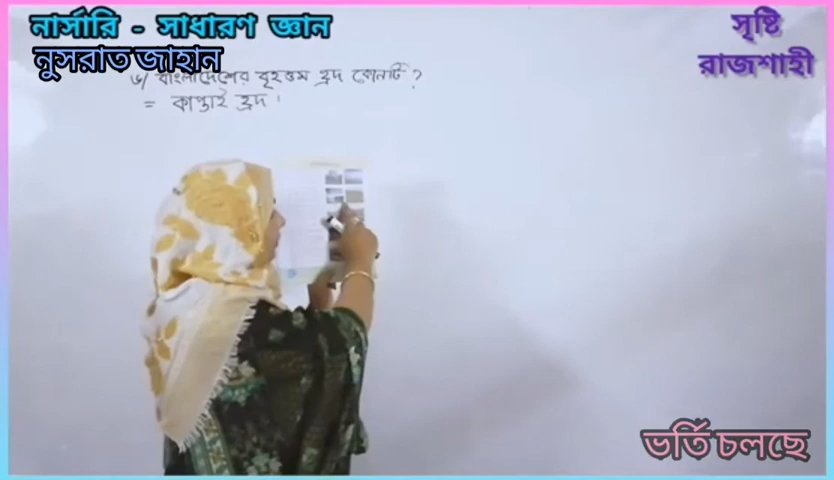 নার্সারি - সাধারণ জ্ঞান
নুসরাত জাহান
সৃষ্টি
রাজশাহী
৬/ বাংলাদেশের বৃহত্তম হ্রদ কোনটি ?
= কাপ্তাই হ্রদ ।
ভর্তি চলছে